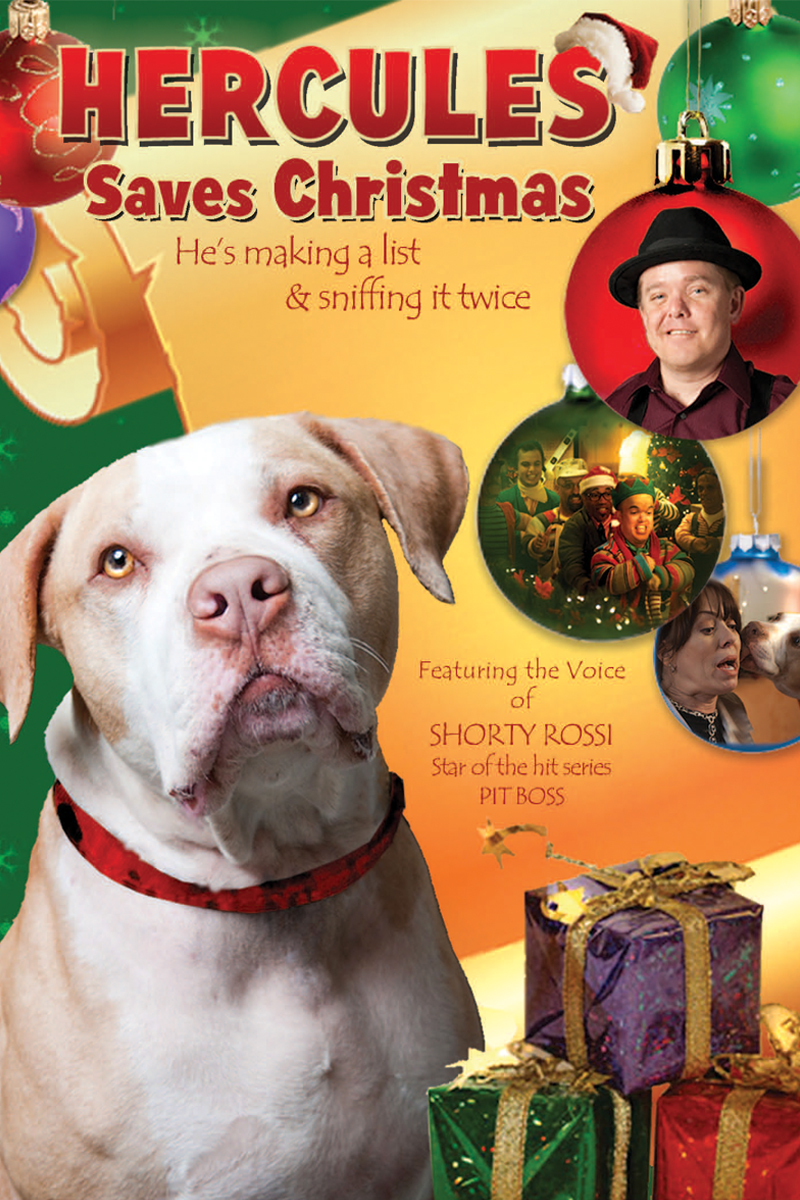 HERCULES
Saves Christmas
He's making a list
& sniffing it twice
Featuring the Voice
of
SHORTY ROSSI
Star of the hit series
PIT BOSS